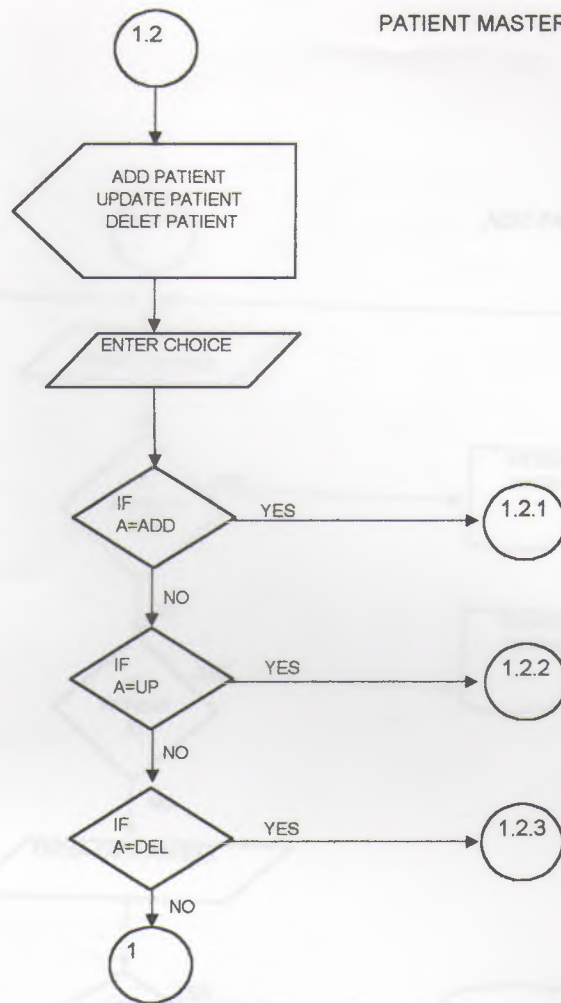 1.2
PATIENT MASTER
ADD PATIENT
UPDATE PATIENT
DELET PATIENT
ENTER CHOICE
IF
A=ADD
YES
1.2.1
NO
IF
A=UP
YES
1.2.2
NO
IF
A=DEL
YES
1.2.3
NO
1